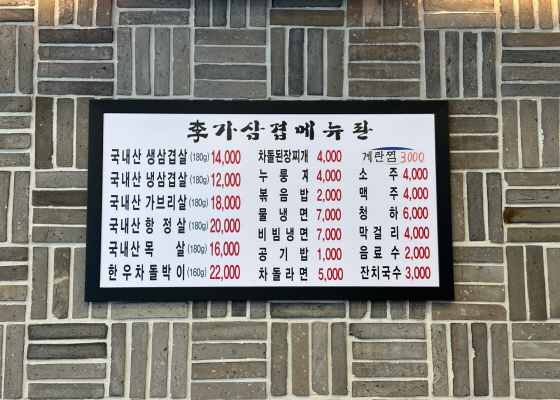 李가삼겹메뉴판
국내산 생삼겹살 (180g) 14,000
국내산 냉삼겹살 (180g) 12,000
국내산 가브리살 (180g) 18,000
국내산 항정살 (180g) 20,000
국내산 목살 (180g) 16,000
한우차돌박이 (160g) 22,000
차돌된장찌개 4,000
누룽지 4,000
볶음밥 2,000
물냉면 7,000
비빔냉면 7,000
공기밥 1,000
차돌라면 5,000
계란찜 3000
소주 4,000
맥주 4,000
청하 6,000
막걸리 4,000
음료수 2,000
잔치국수 3,000